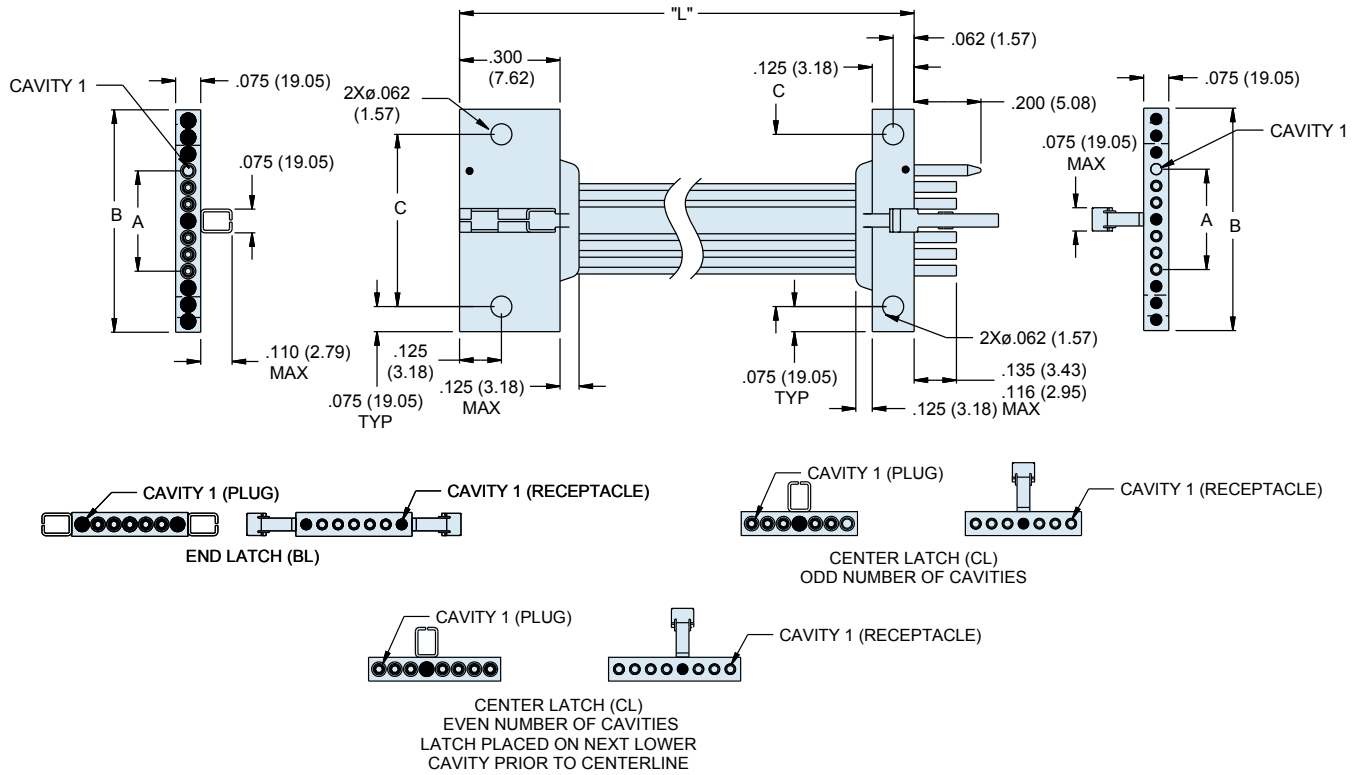 "L"
.062 (1.57)
.300
(7.62)
.125 (3.18)
C
.075 (19.05)
CAVITY 1
2Xø.062
(1.57)
.200 (5.08)
.075 (19.05)
CAVITY 1
.075 (19.05)
.075 (19.05)
MAX
B
A
C
A
B
.110 (2.79)
MAX
.125
(3.18)
.125 (3.18)
MAX
.075 (19.05)
TYP
2Xø.062 (1.57)
.075 (19.05)
TYP
.135 (3.43)
.116 (2.95)
.125 (3.18) MAX
CAVITY 1 (PLUG)
CAVITY 1 (RECEPTACLE)
END LATCH (BL)
CAVITY 1 (PLUG)
CAVITY 1 (RECEPTACLE)
CENTER LATCH (CL)
ODD NUMBER OF CAVITIES
CAVITY 1 (PLUG)
CAVITY 1 (RECEPTACLE)
CENTER LATCH (CL)
EVEN NUMBER OF CAVITIES
LATCH PLACED ON NEXT LOWER
CAVITY PRIOR TO CENTERLINE